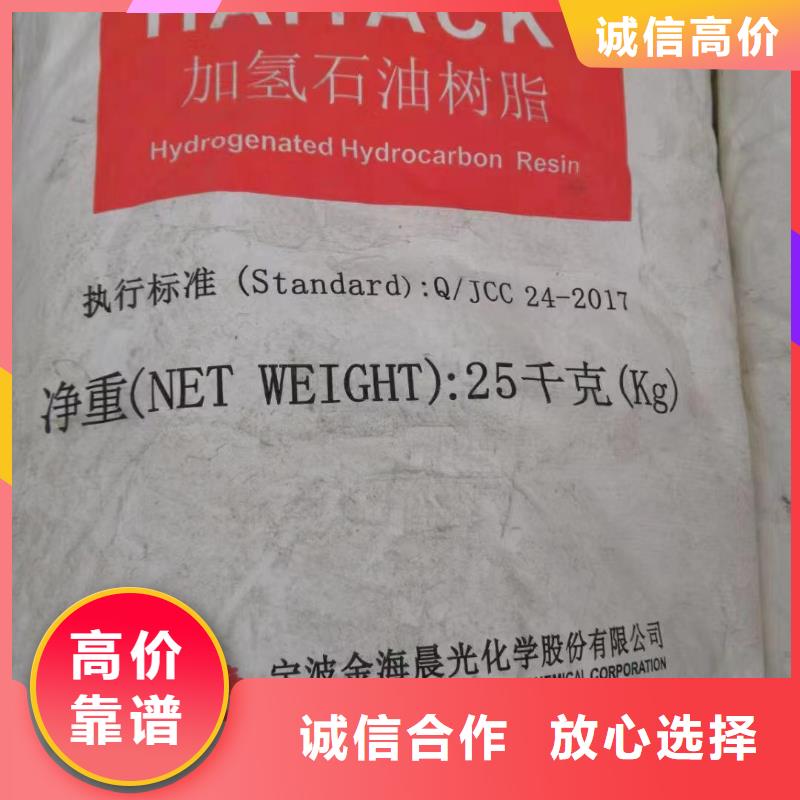 诚信高价
加氢石油树脂
Hydrogenated Hydrocarbon Resin
执行标准 (Standard):Q/JCC 24-2017
净重(NET WEIGHT):25千克(Kg)
宁波金海晨光化学股份有限公司
CORPORATION
高价
靠谱
诚信合作 放心选择